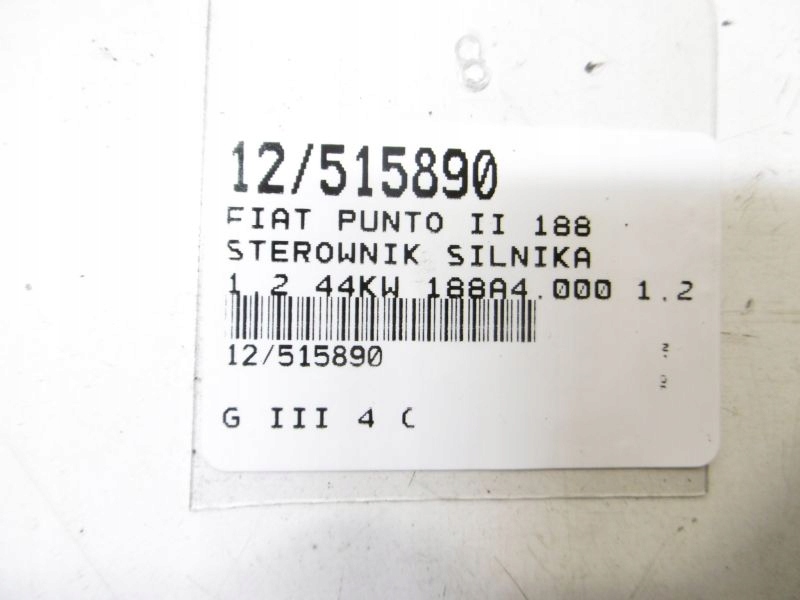 8
12/515890
FIAT PUNTO II 188
STEROWNIK SILNIKA
1.2 44KW 188A4.000 1.2
12/515890
G III 4 C